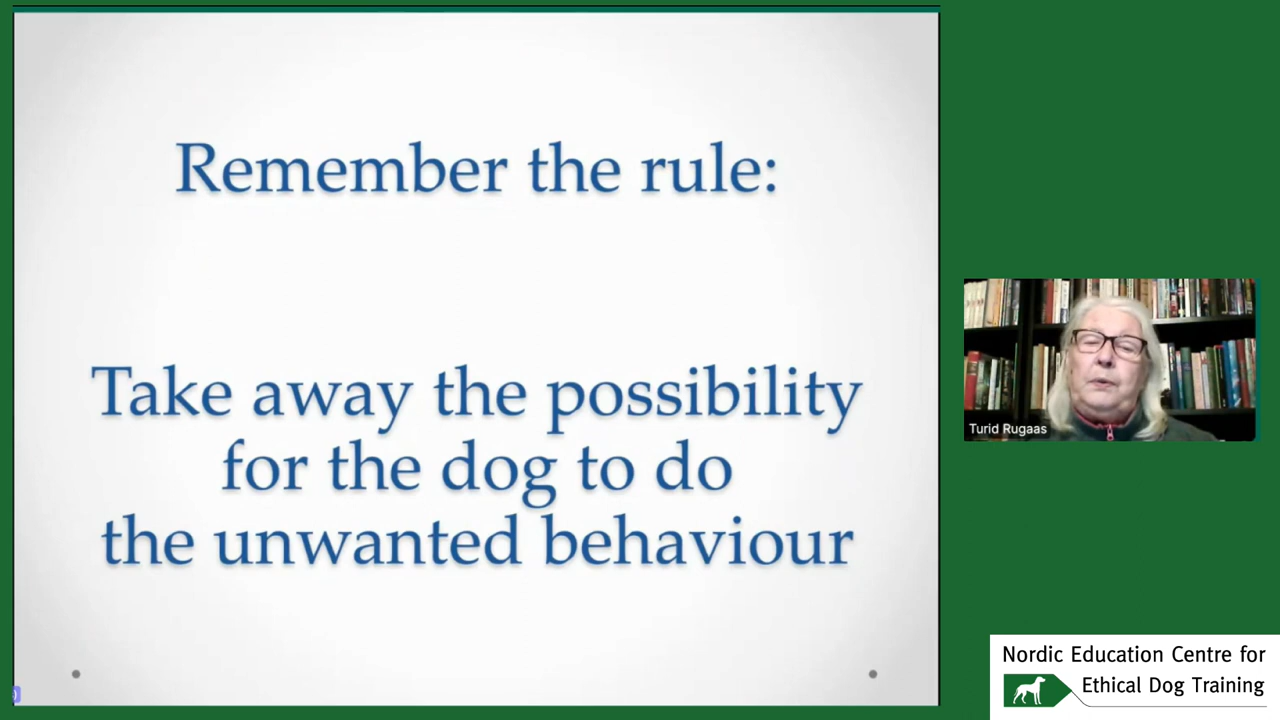 Remember the rule:
Take away the possibility
for the dog to do
the unwanted behaviour
Turid Rugaas
Nordic Education Centre for
Ethical Dog Training